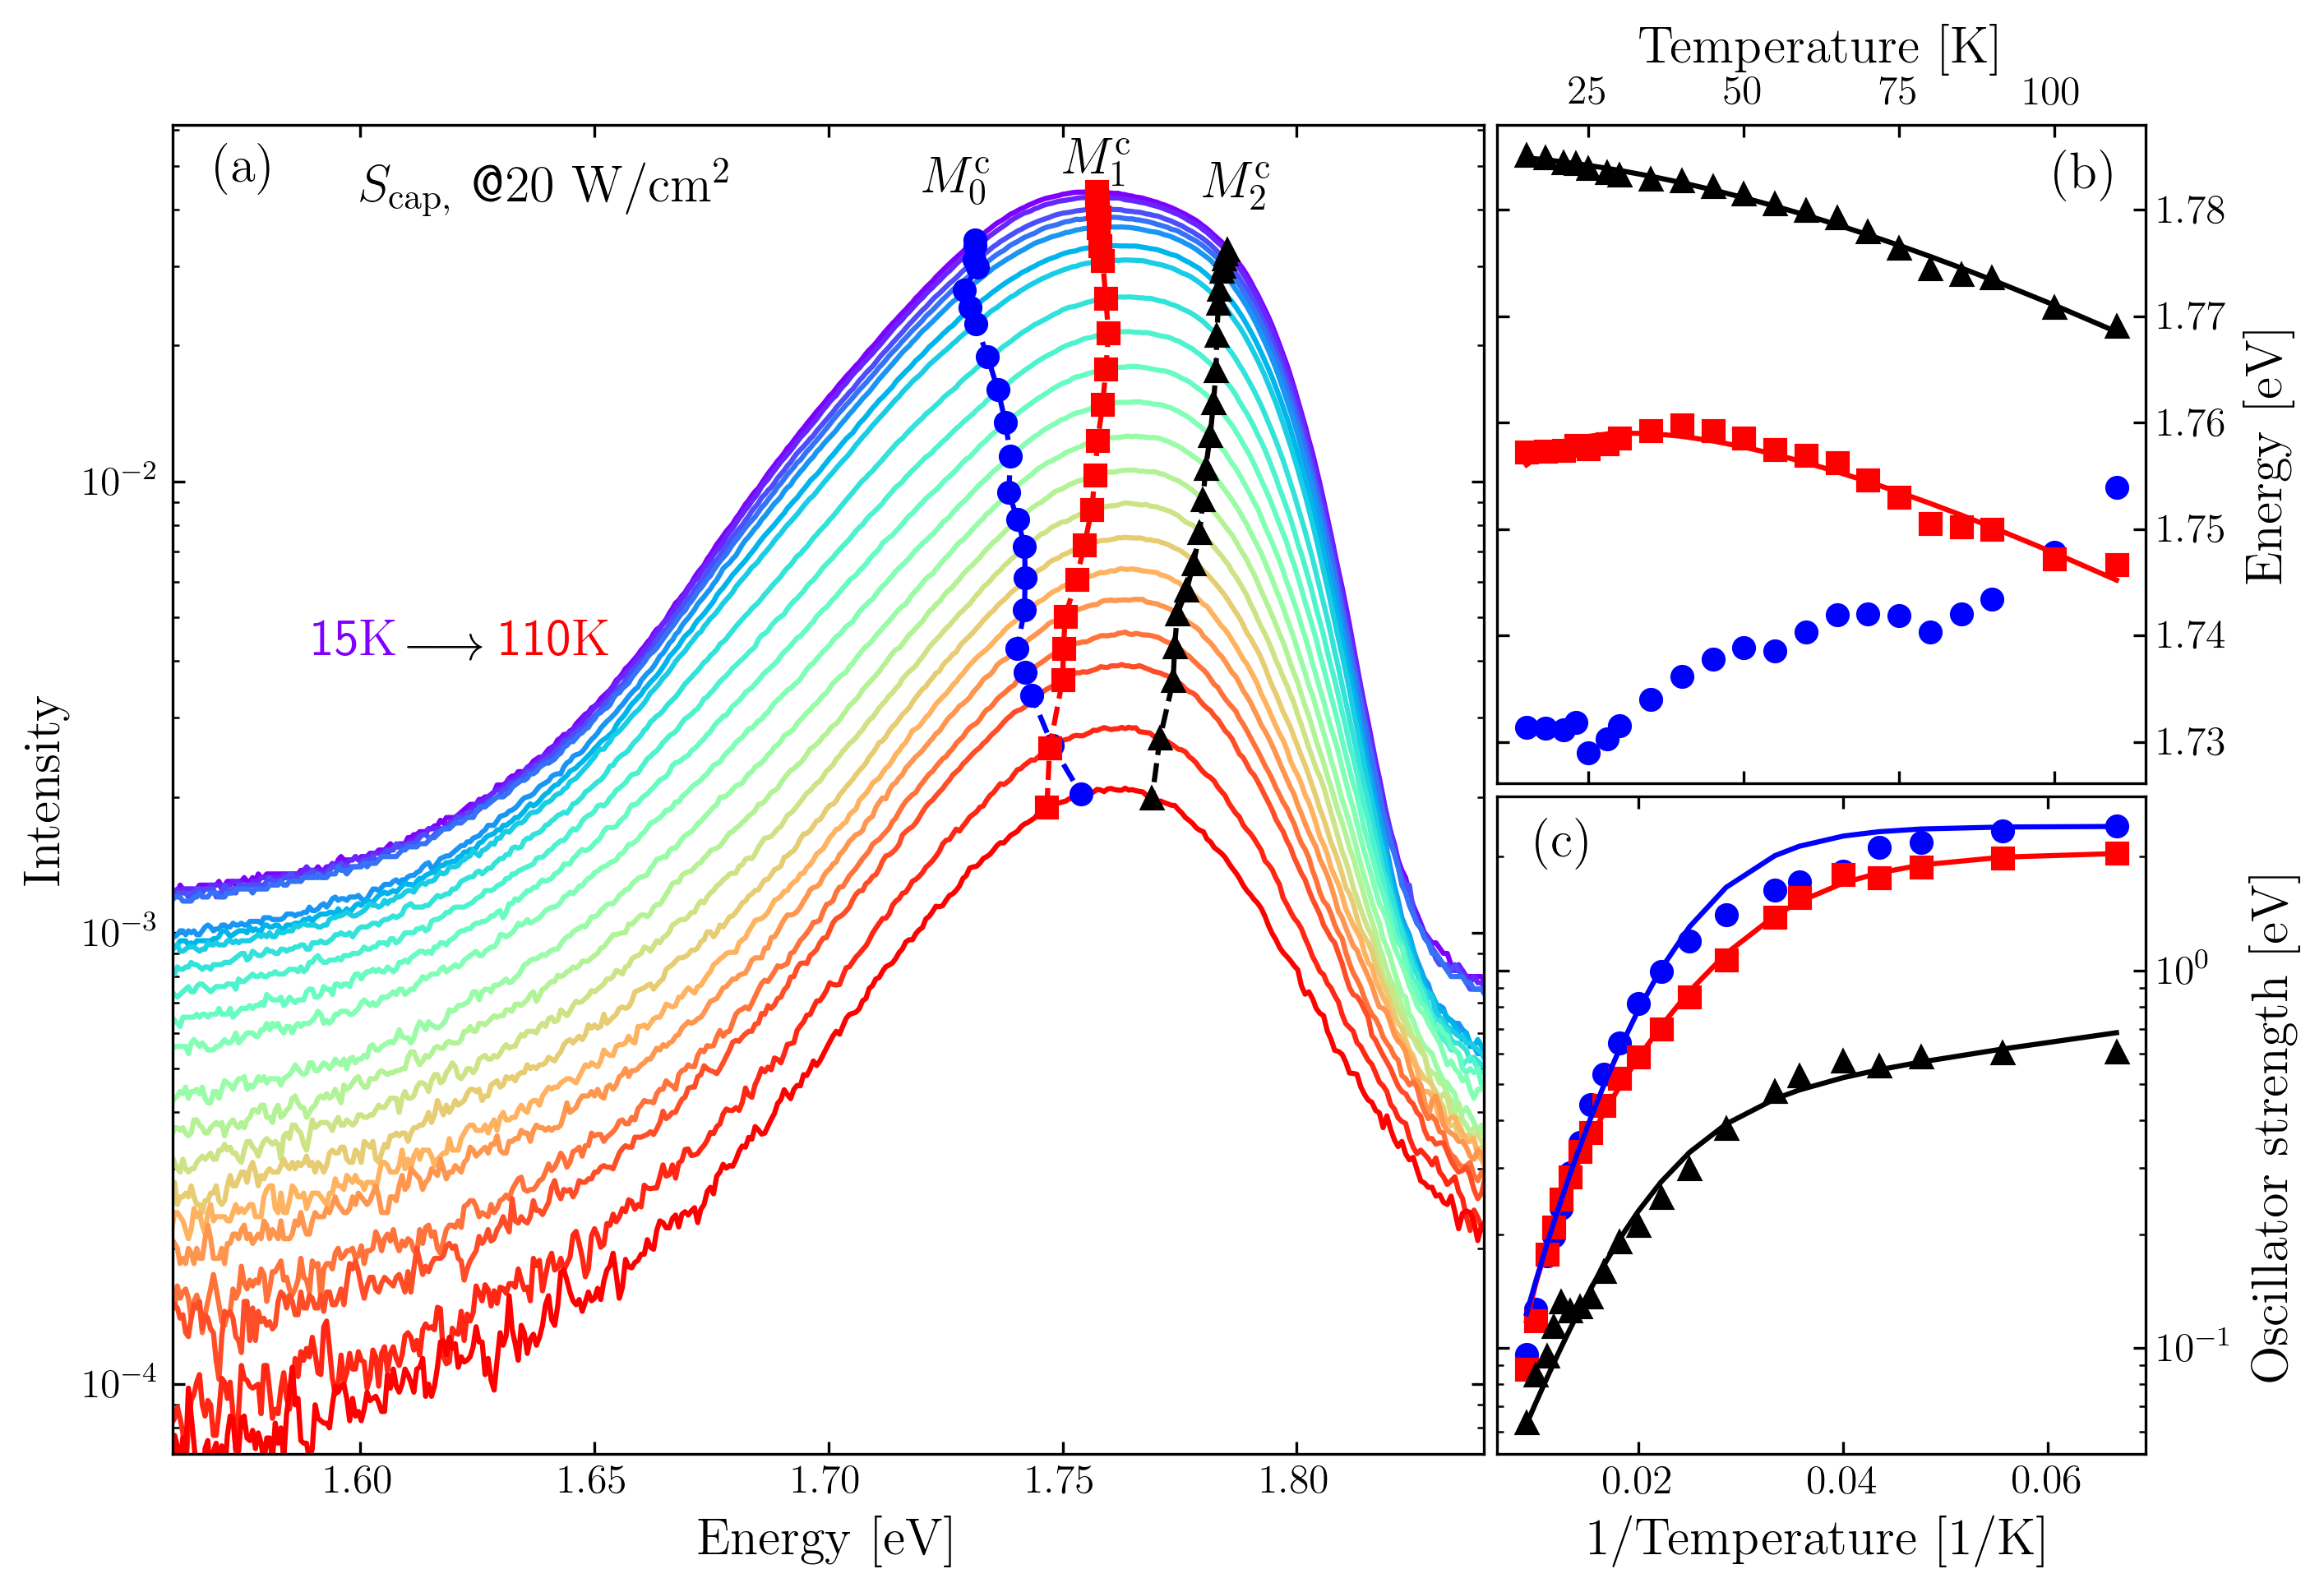 Temperature [K]
25 50 75 100
(a) S_cap, @20 W/cm²
M₀ᶜ M₁ᶜ M₂ᶜ
15K ⟶ 110K
Intensity
10⁻²
10⁻³
10⁻⁴
1.60 1.65 1.70 1.75 1.80
Energy [eV]
(b)
1.78
1.77
1.76
1.75
1.74
1.73
Energy [eV]
(c)
10⁰
10⁻¹
Oscillator strength [eV]
0.02 0.04 0.06
1/Temperature [1/K]